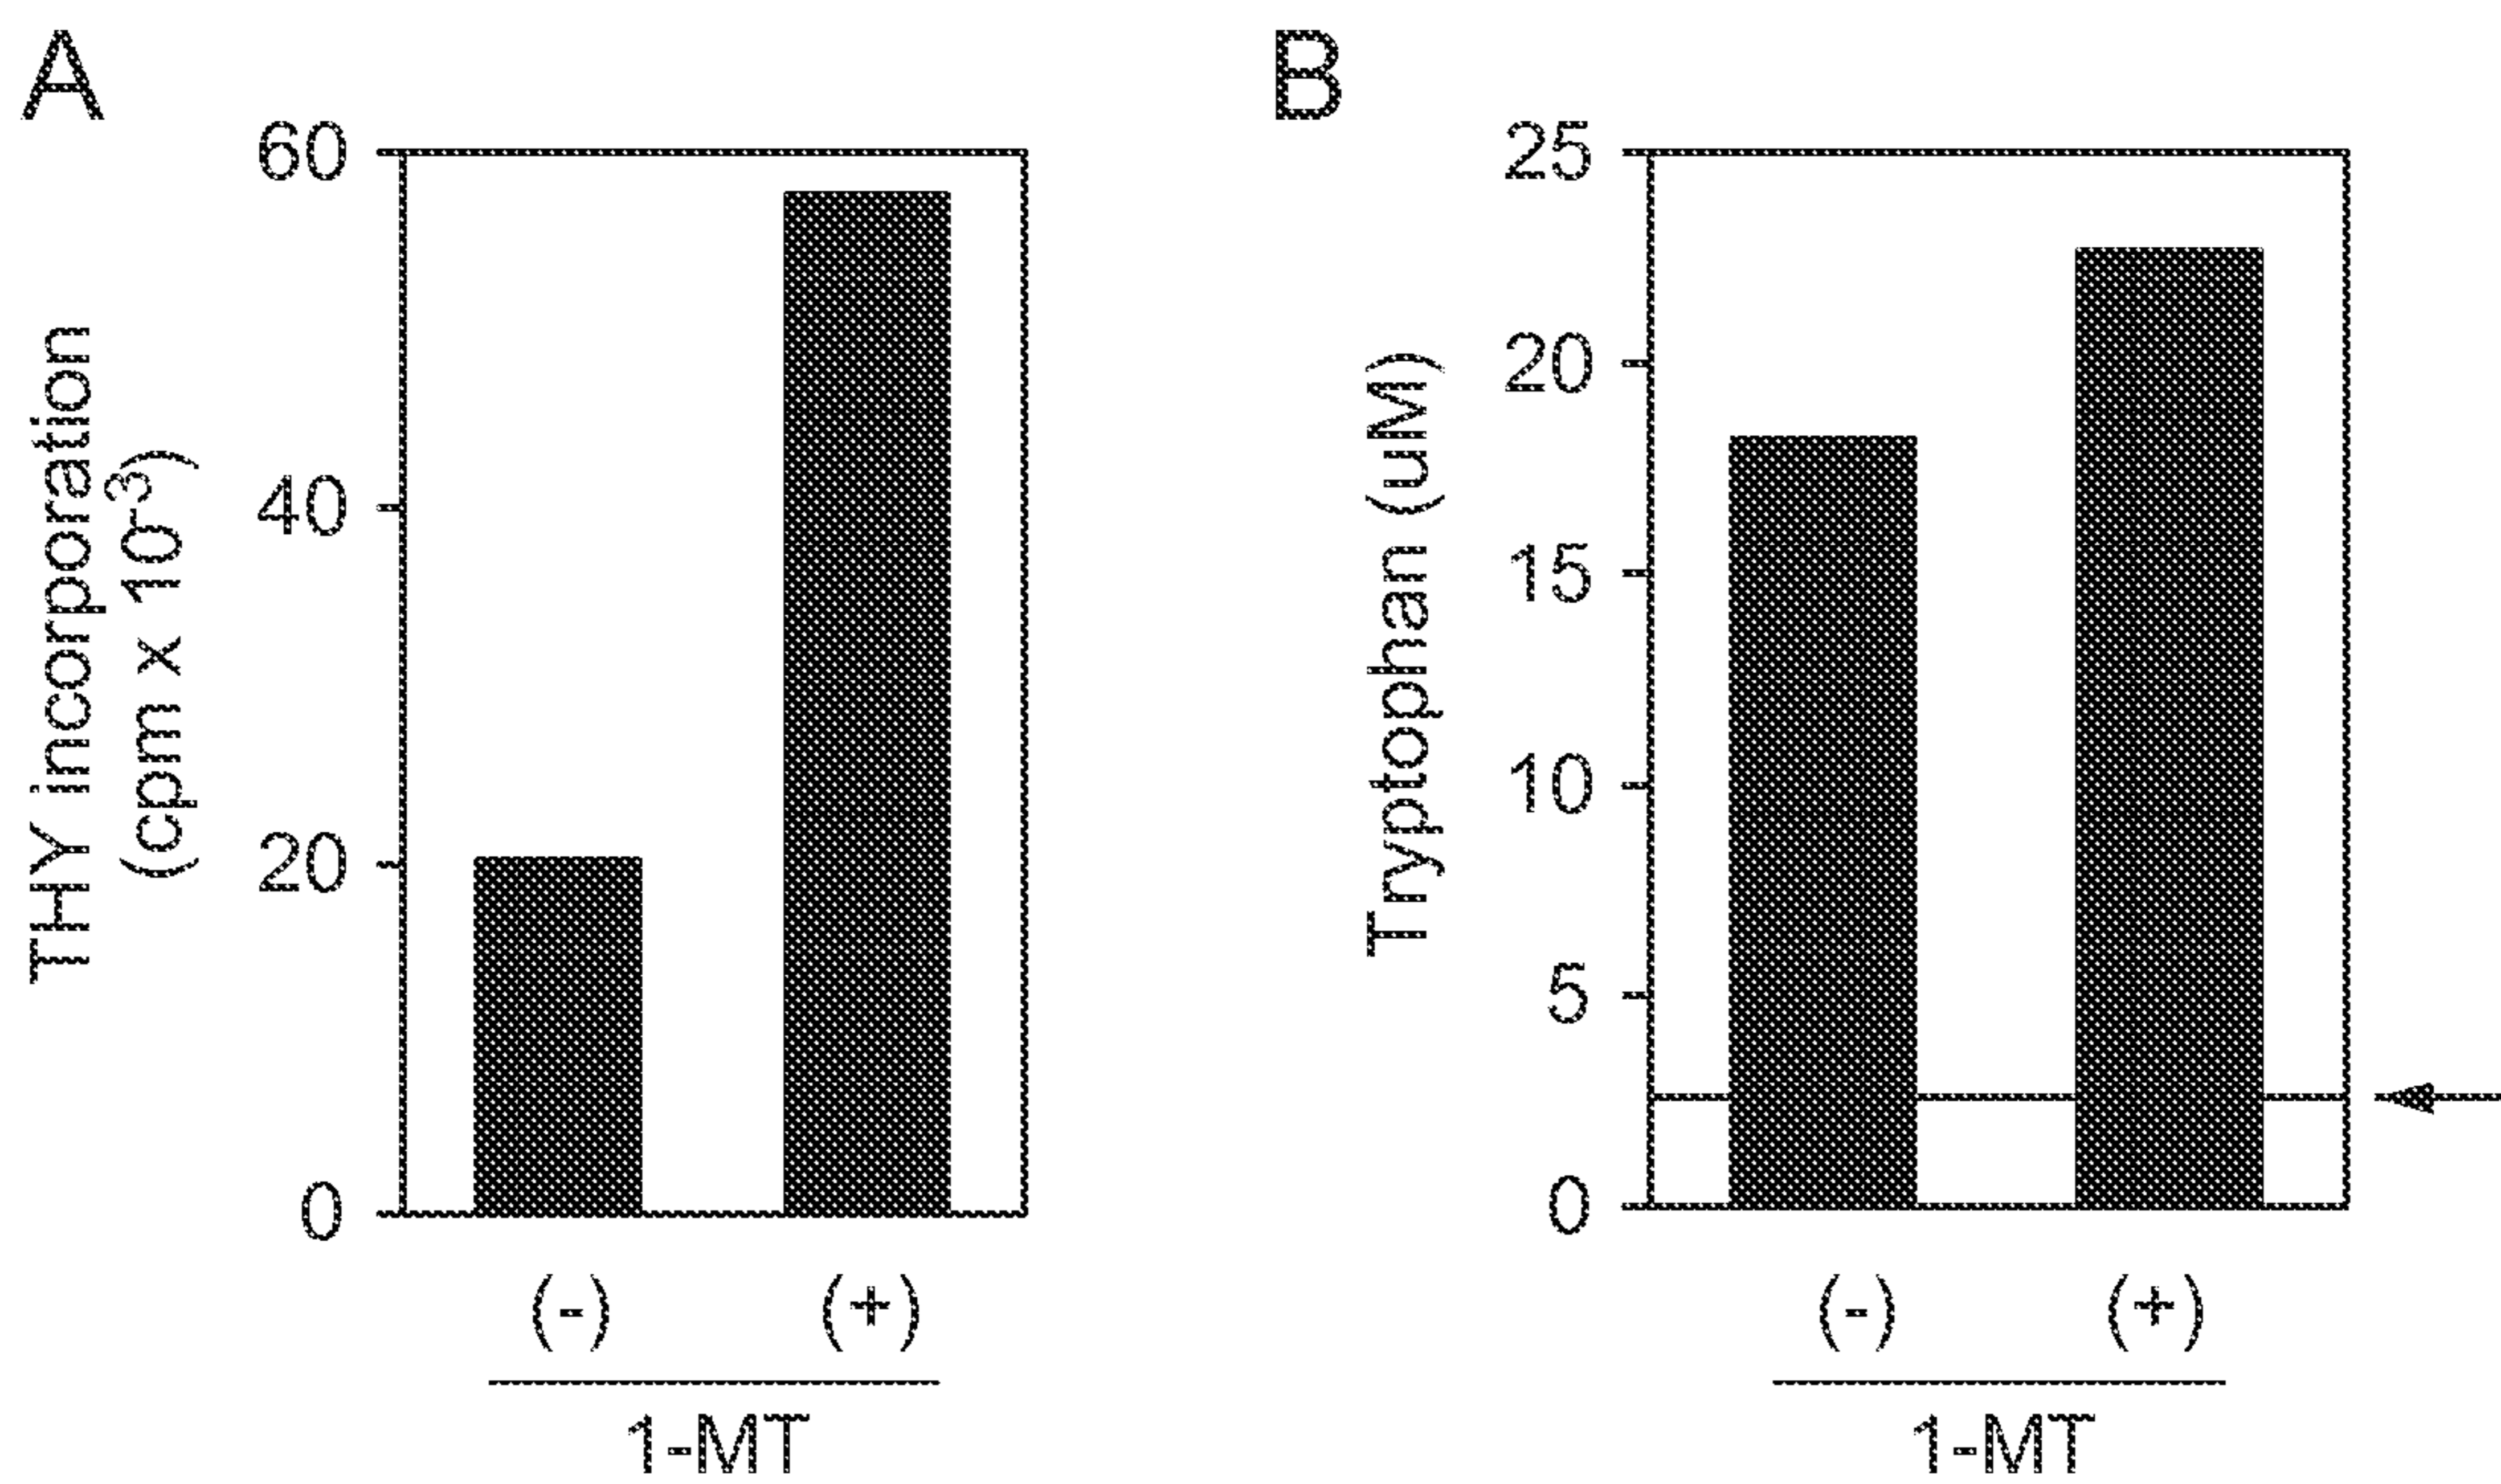 A
60
40
20
0
THY incorporation
(cpm x 10-3)
(-) (+)
1-MT
B
25
20
15
10
5
0
Tryptophan (uM)
(-) (+)
1-MT